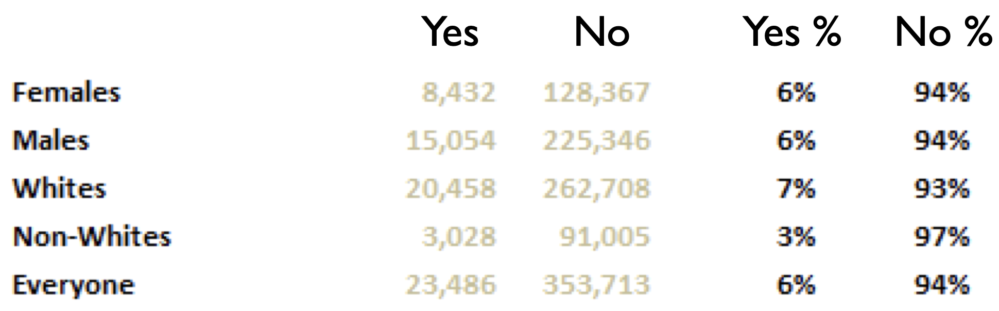 Yes No Yes % No %
Females 8,432 128,367 6% 94%
Males 15,054 225,346 6% 94%
Whites 20,458 262,708 7% 93%
Non-Whites 3,028 91,005 3% 97%
Everyone 23,486 353,713 6% 94%